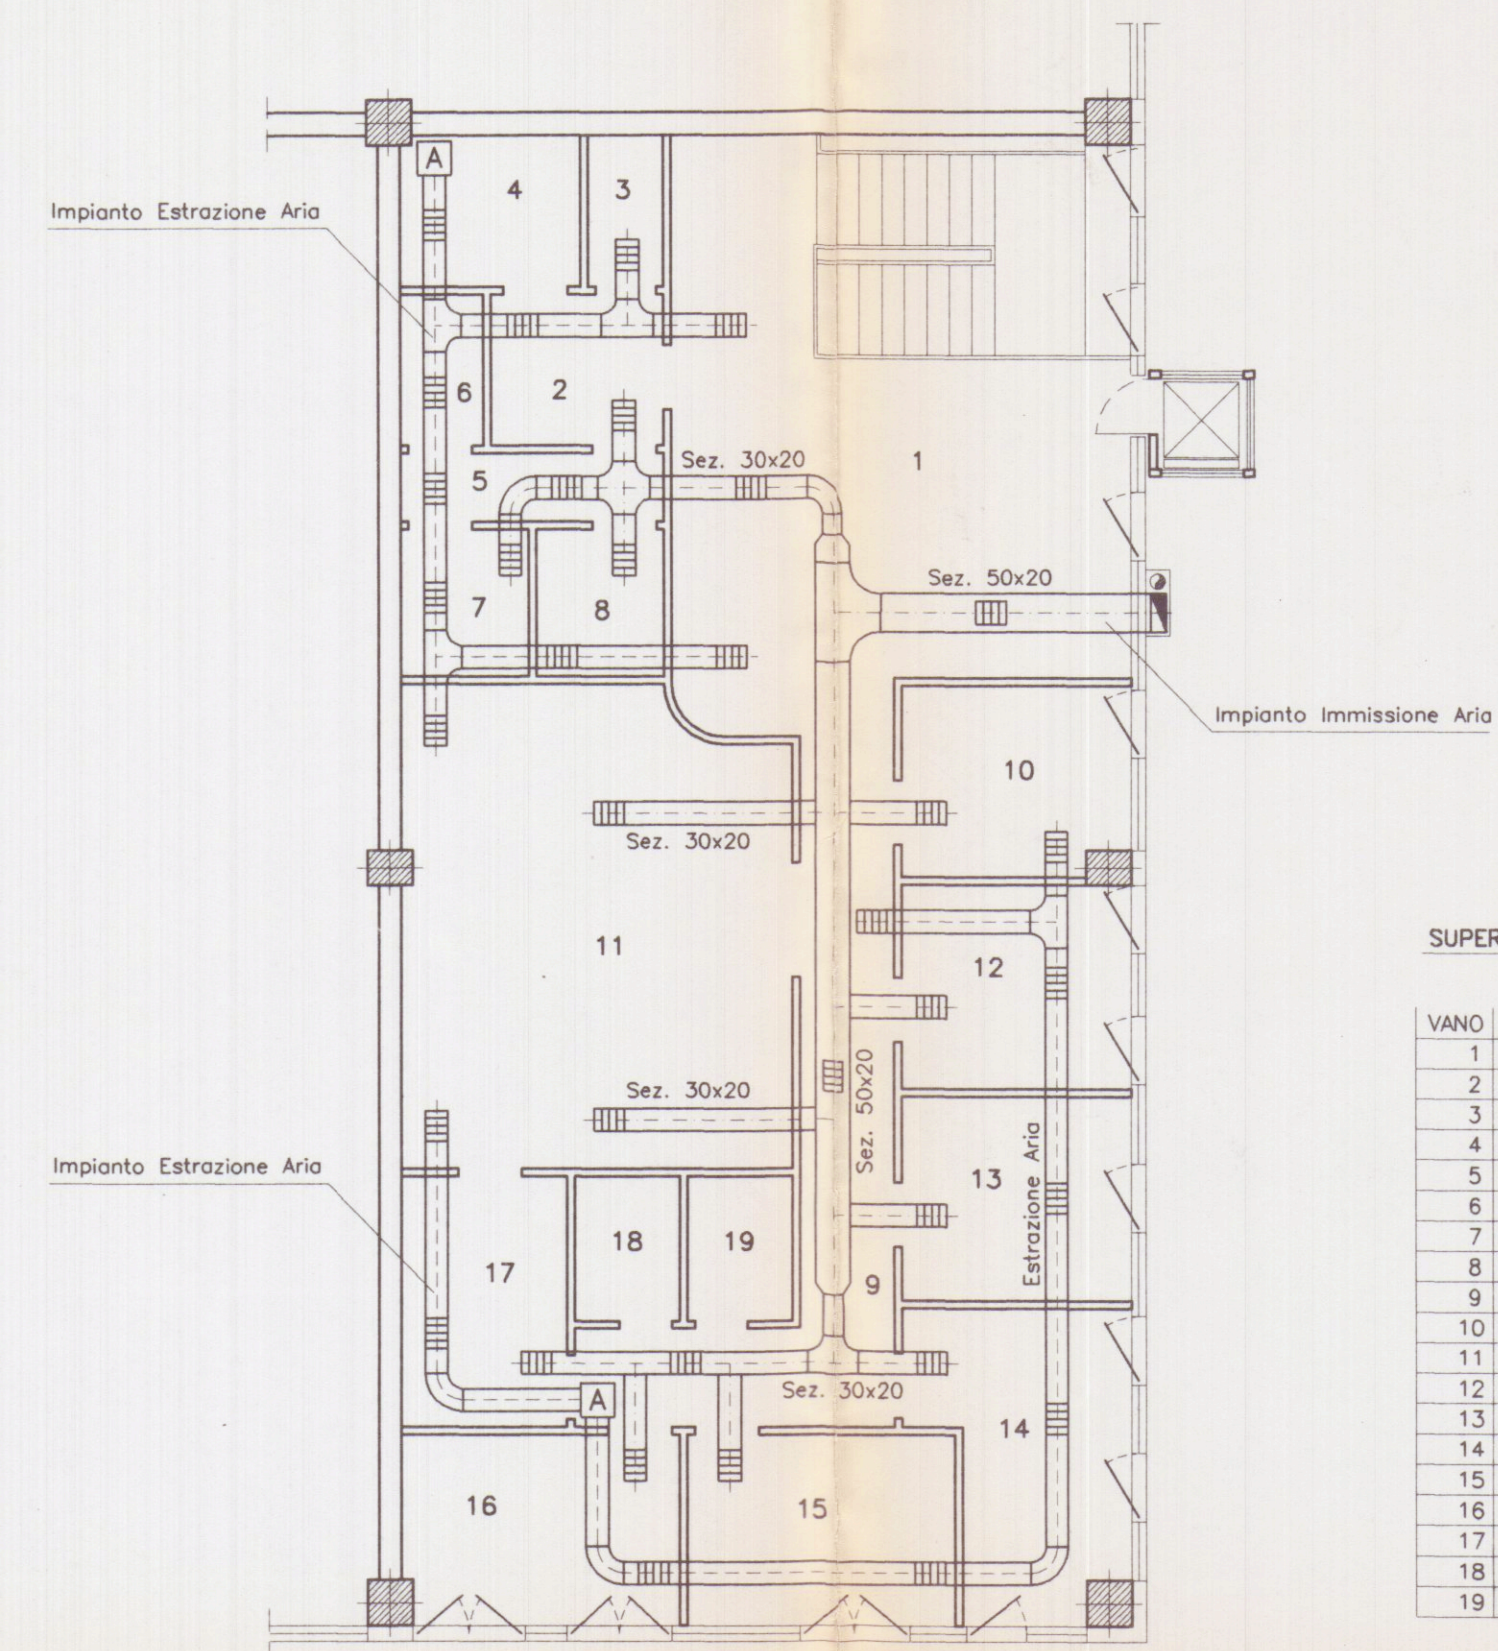 A
4
3
Impianto Estrazione Aria
6
2
Sez. 30x20
1
5
Sez. 50x20
7
8
Impianto Immissione Aria
10
Sez. 30x20
11
12
SUPER
VANO
1
2
3
4
5
6
7
8
9
10
11
12
13
14
15
16
17
18
19
Sez. 30x20
Sez. 50x20
Estrazione Aria
Impianto Estrazione Aria
13
18
19
17
9
Sez. 30x20
A
14
16
15